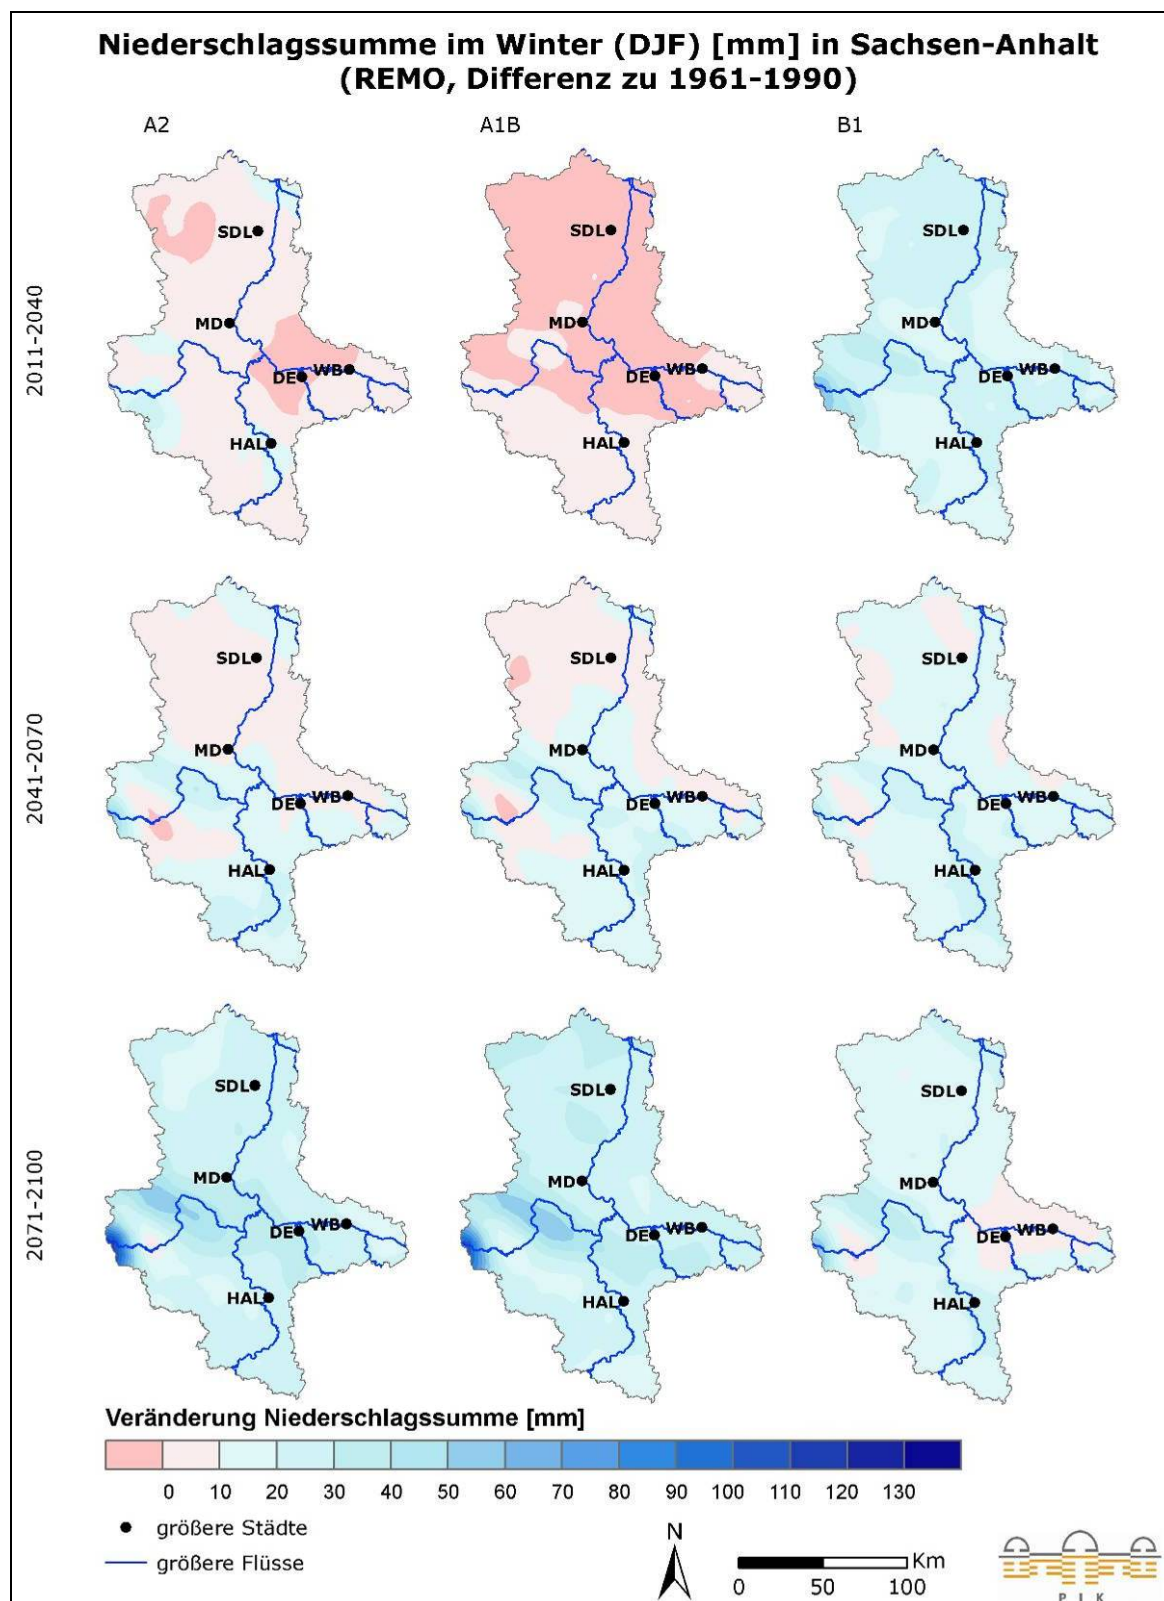 Niederschlagssumme im Winter (DJF) [mm] in Sachsen-Anhalt
(REMO, Differenz zu 1961-1990)
A2 A1B B1
2011-2040
SDL SDL SDL
MD MD MD
DE WB DE WB DE WB
HAL HAL HAL
2041-2070
SDL SDL SDL
MD MD MD
DE WB DE WB DE WB
HAL HAL HAL
2071-2100
SDL SDL SDL
MD MD MD
DE WB DE WB DE WB
HAL HAL HAL
Veränderung Niederschlagssumme [mm]
0 10 20 30 40 50 60 70 80 90 100 110 120 130
größere Städte
größere Flüsse
N
Km
0 50 100
P I K